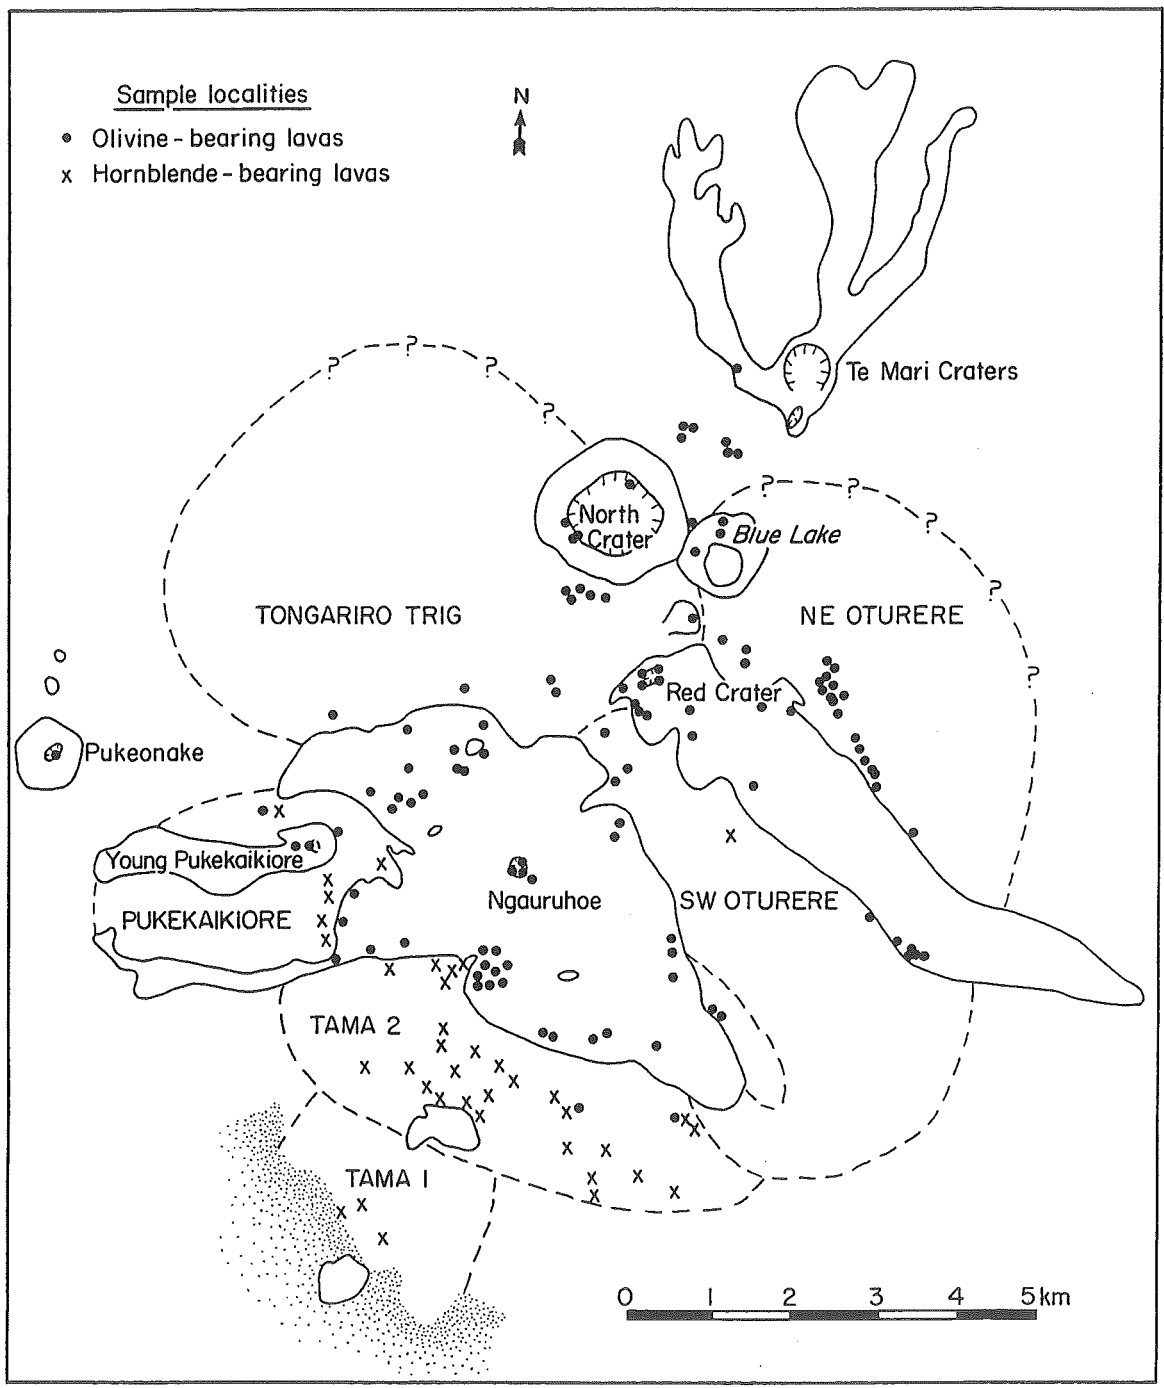 Sample localities
N
• Olivine-bearing lavas
x Hornblende-bearing lavas
Te Mari Craters
? ? ? ?
North
Crater
? ? ? ? ?
Blue Lake
TONGARIRO TRIG
NE OTURERE
Red Crater
Pukeonake
Young Pukekaikiore
PUKEKAIKIORE
Ngauruhoe
SW OTURERE
TAMA 2
TAMA 1
0 1 2 3 4 5 km